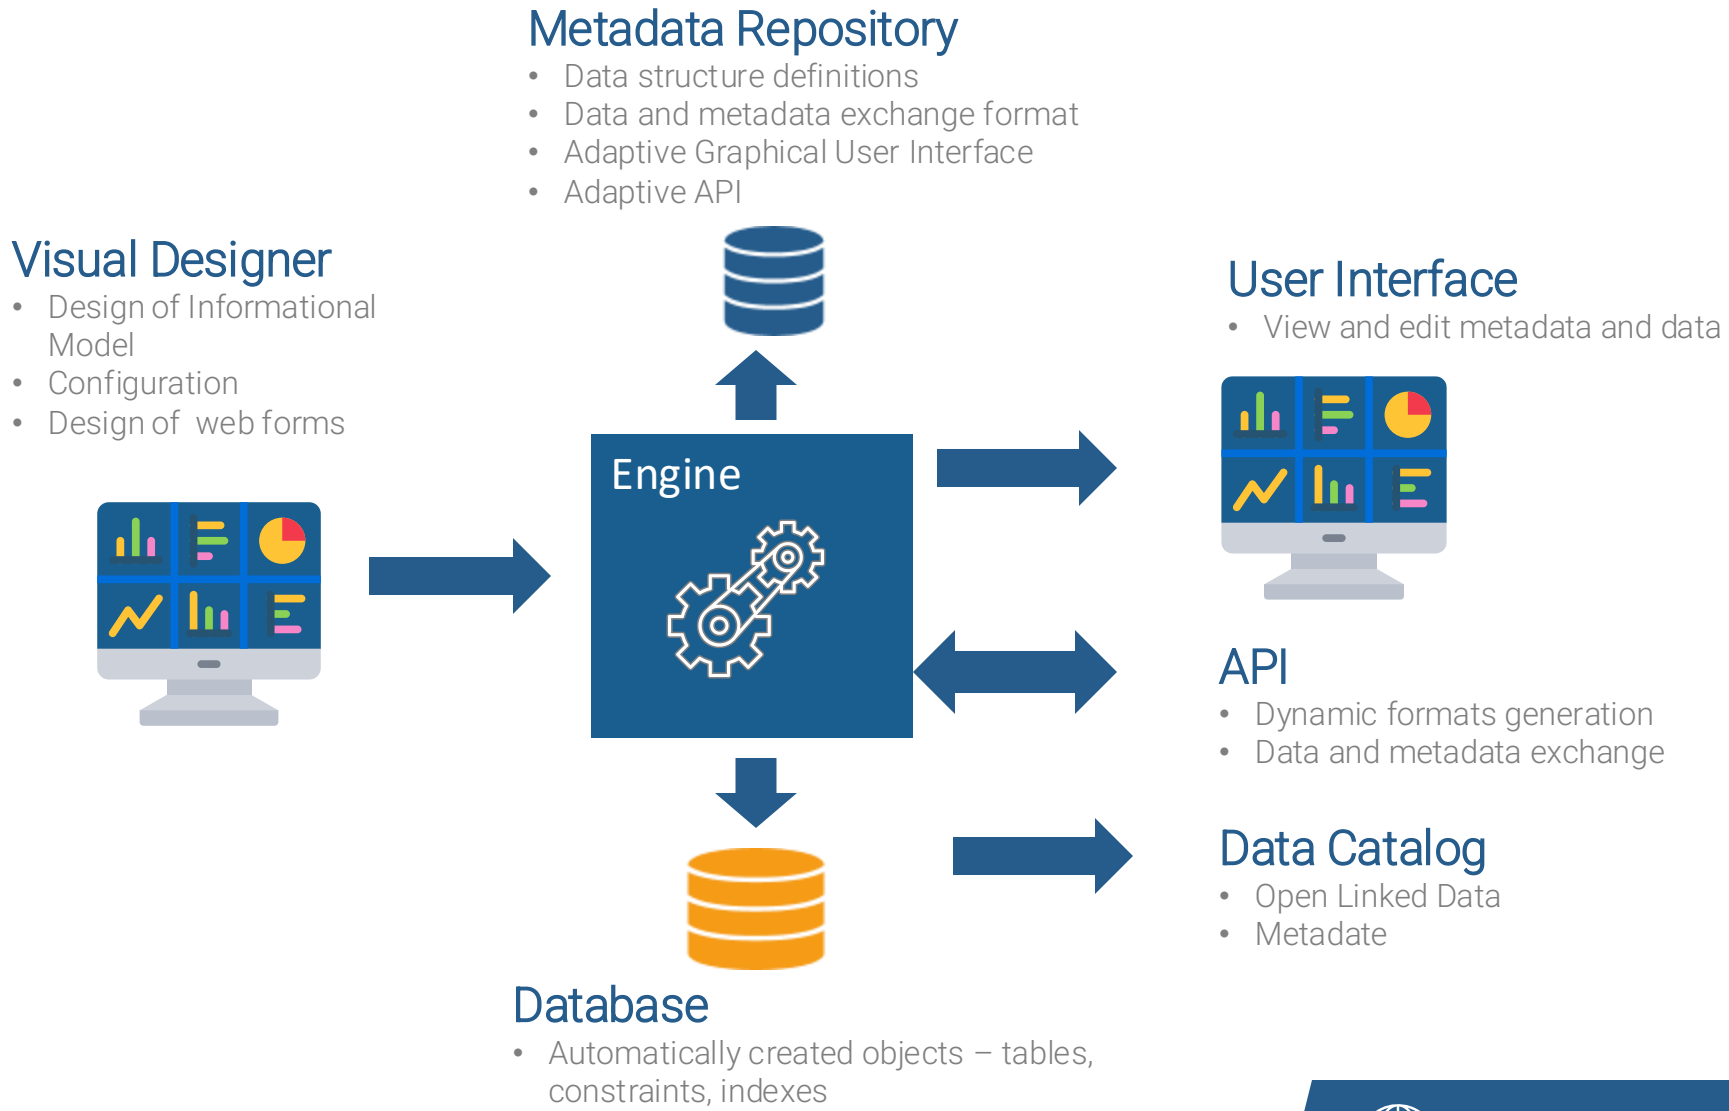 Metadata Repository
• Data structure definitions
• Data and metadata exchange format
• Adaptive Graphical User Interface
• Adaptive API
Visual Designer
• Design of Informational
Model
• Configuration
• Design of web forms
User Interface
• View and edit metadata and data
Engine
API
• Dynamic formats generation
• Data and metadata exchange
Data Catalog
• Open Linked Data
• Metadate
Database
• Automatically created objects – tables,
constraints, indexes